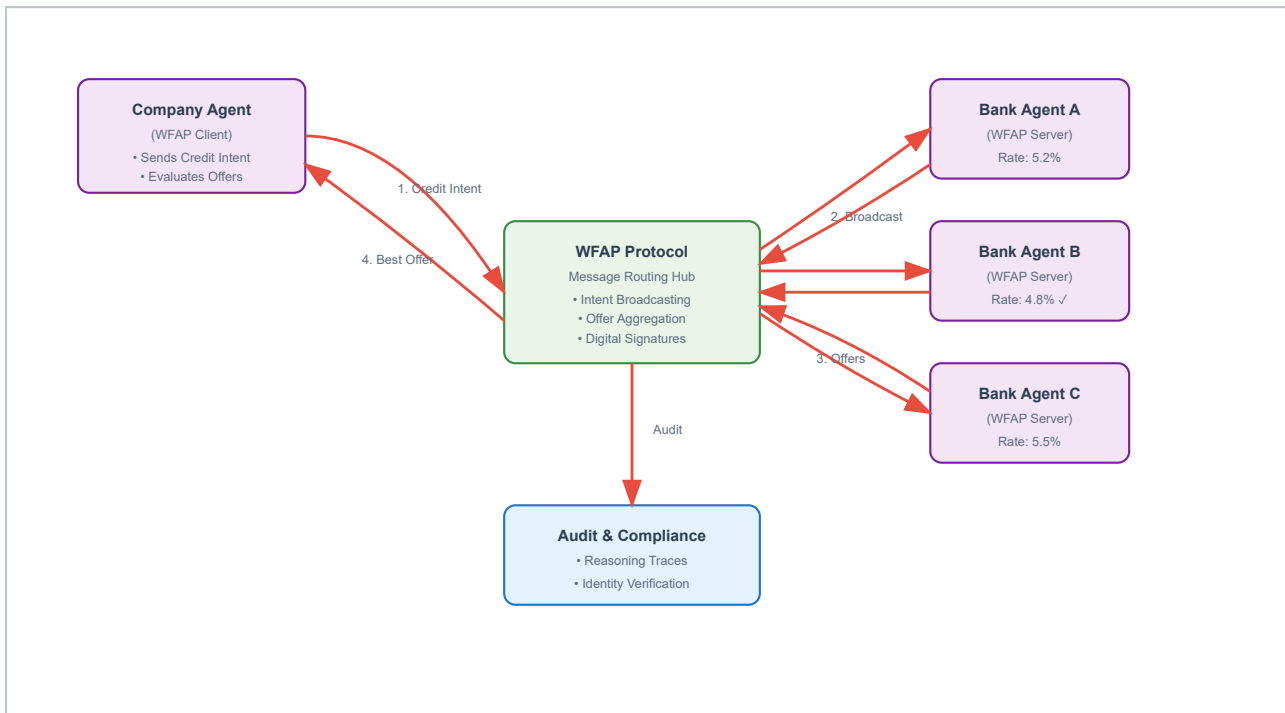 Company Agent
(WFAP Client)
• Sends Credit Intent
• Evaluates Offers
1. Credit Intent
4. Best Offer
WFAP Protocol
Message Routing Hub
• Intent Broadcasting
• Offer Aggregation
• Digital Signatures
2. Broadcast
3. Offers
Bank Agent A
(WFAP Server)
Rate: 5.2%
Bank Agent B
(WFAP Server)
Rate: 4.8% ✓
Bank Agent C
(WFAP Server)
Rate: 5.5%
Audit
Audit & Compliance
• Reasoning Traces
• Identity Verification